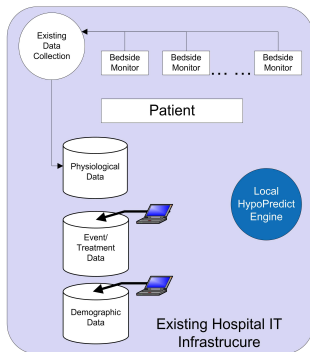 Existing
Data
Collection
Bedside
Monitor
Bedside
Monitor
... ...
Bedside
Monitor
Patient
Physiological
Data
Local
HypoPredict
Engine
Event/
Treatment
Data
Demographic
Data
Existing Hospital IT
Infrastrucure